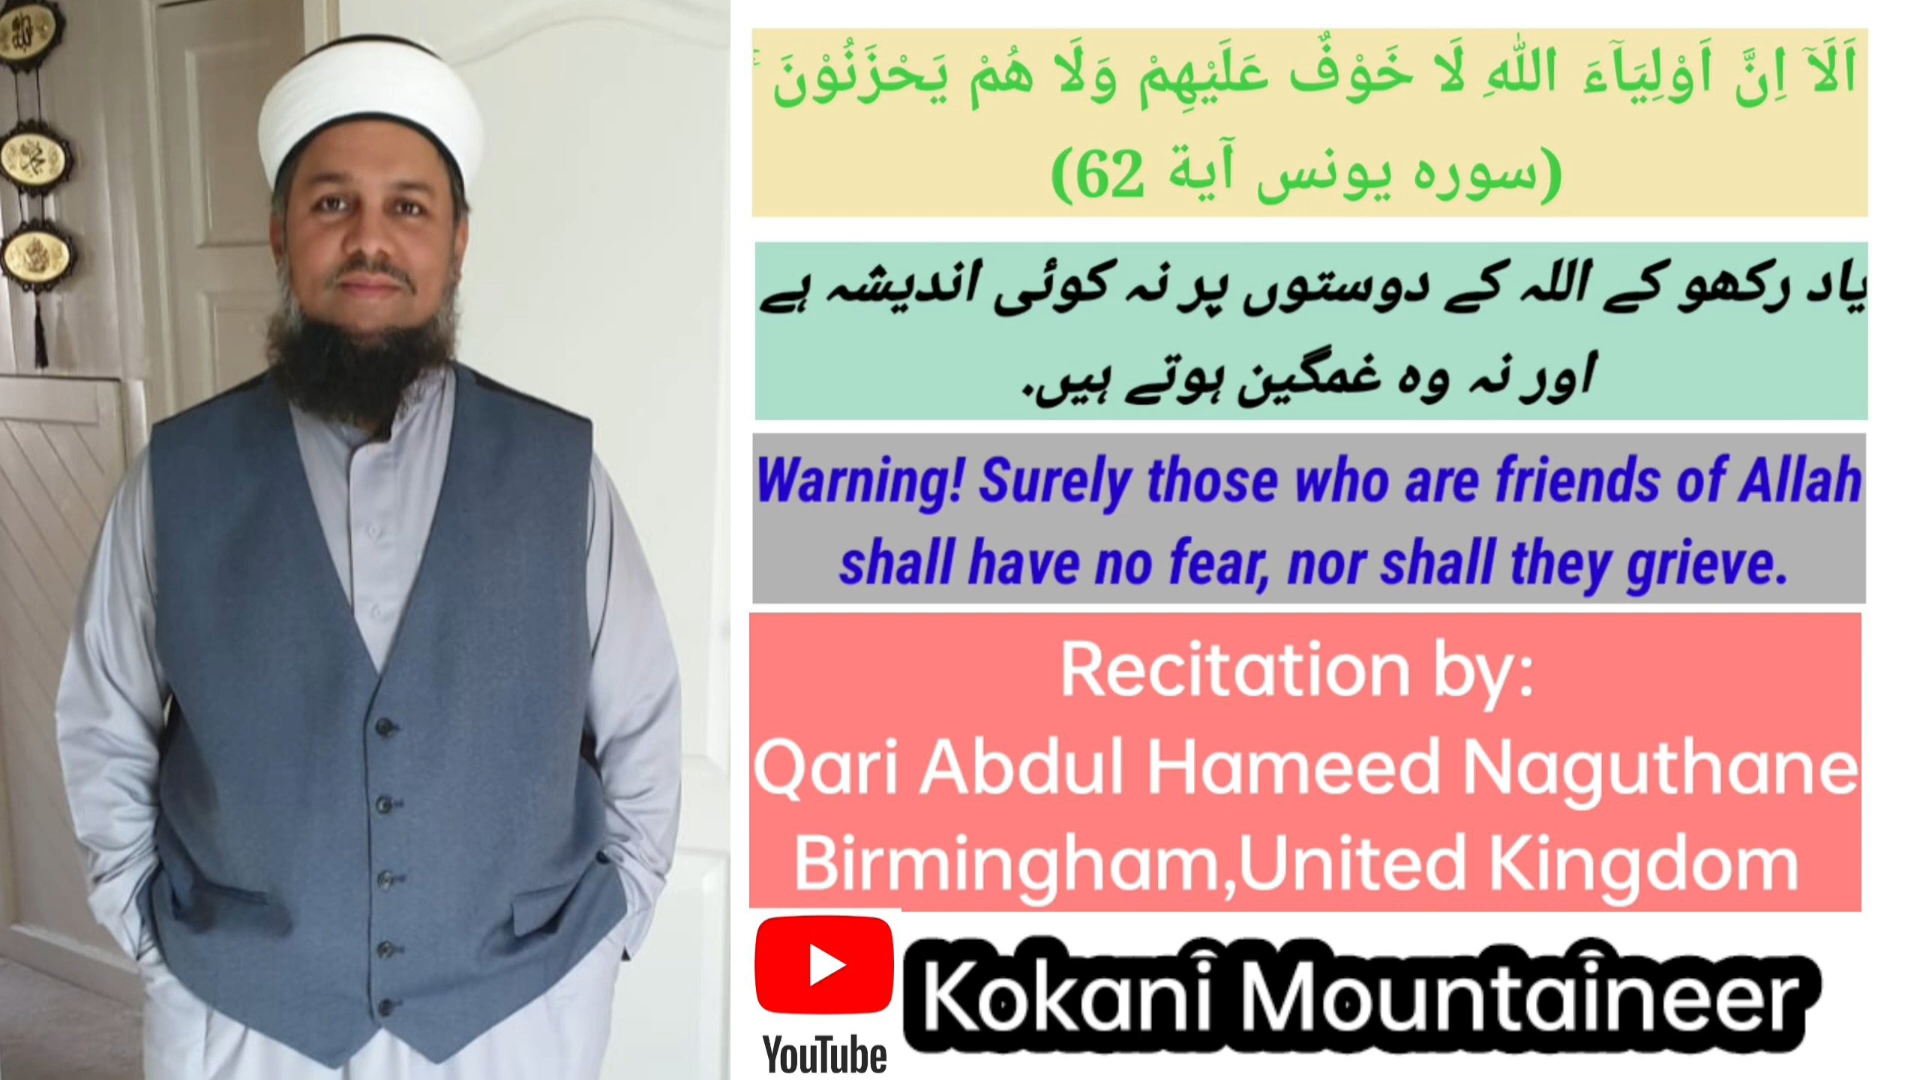 اَلَآ اِنَّ اَوْلِيَآءَ اللّٰهِ لَا خَوْفٌ عَلَيْهِمْ وَلَا هُمْ يَحْزَنُوْنَ ۚ
(سوره يونس آية 62)
یاد رکھو کے اللہ کے دوستوں پر نہ کوئی اندیشہ ہے
اور نہ وہ غمگین ہوتے ہیں.
Warning! Surely those who are friends of Allah
shall have no fear, nor shall they grieve.
Recitation by:
Qari Abdul Hameed Naguthane
Birmingham,United Kingdom
YouTube
Kokani Mountaineer